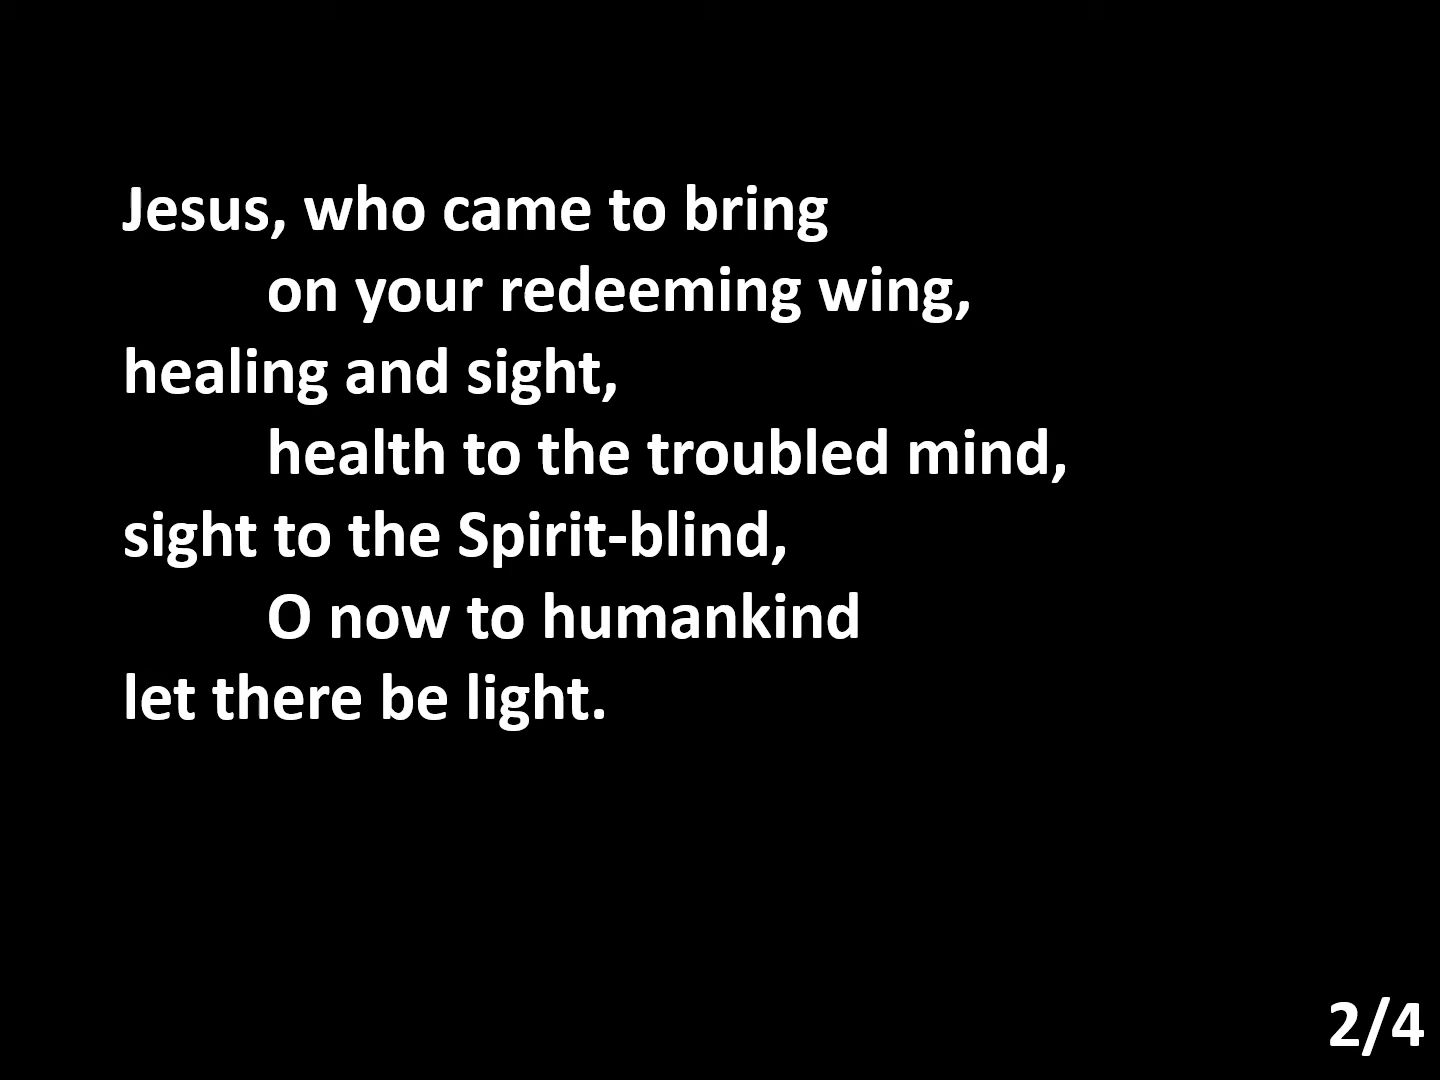 Jesus, who came to bring
on your redeeming wing,
healing and sight,
health to the troubled mind,
sight to the Spirit-blind,
O now to humankind
let there be light.
2/4